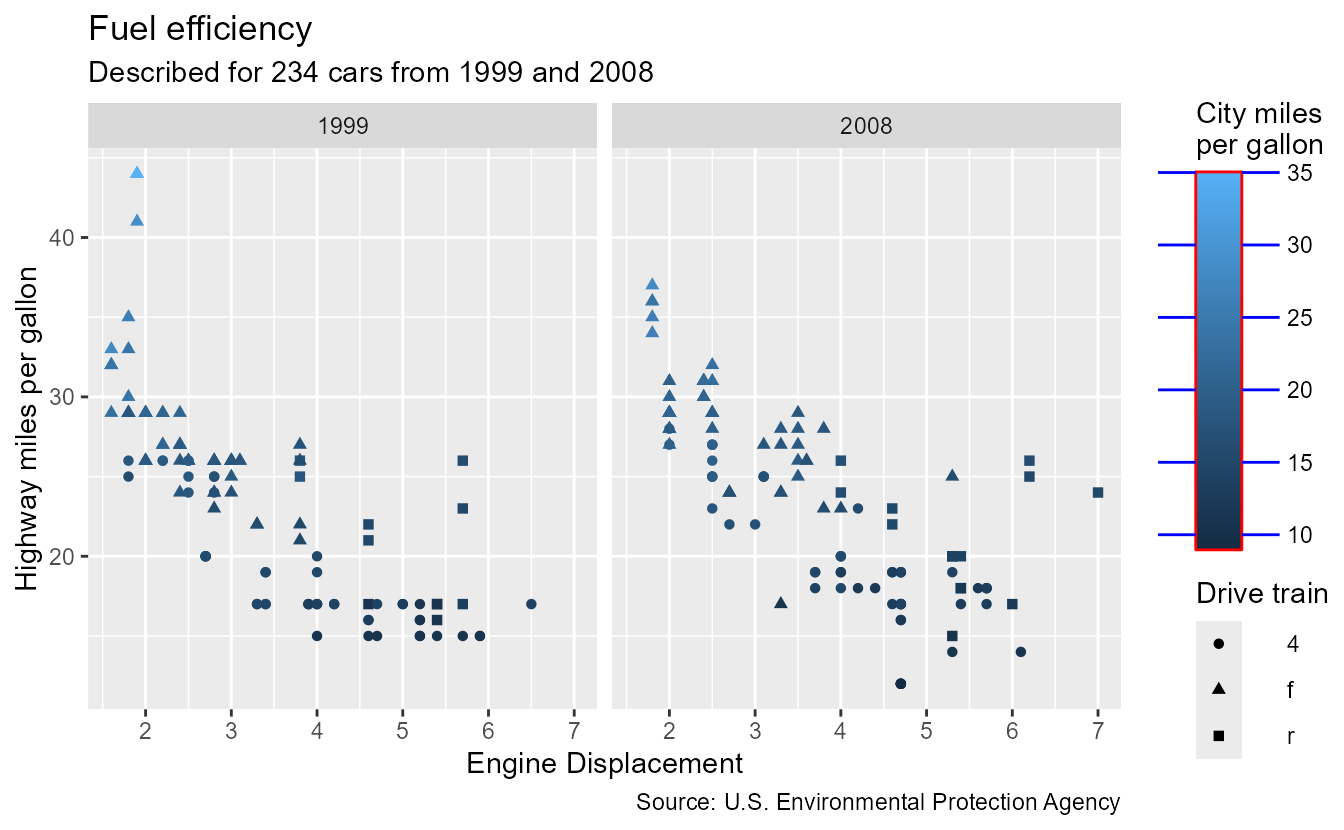 Fuel efficiency
Described for 234 cars from 1999 and 2008
1999
2008
Highway miles per gallon
40
30
20
2 3 4 5 6 7
2 3 4 5 6 7
Engine Displacement
Source: U.S. Environmental Protection Agency
City miles
per gallon
35
30
25
20
15
10
Drive train
4
f
r